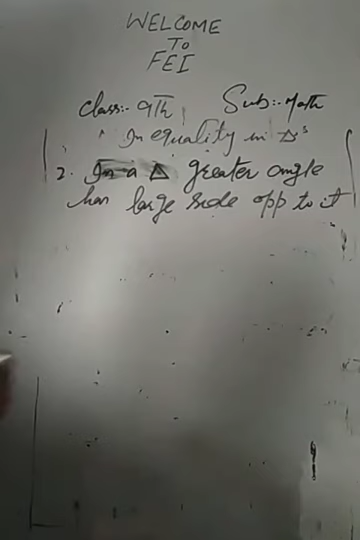 WELCOME
TO
FEI
Class:- 9Th Sub:- Math
" Inequality in Δs
2. In a Δ greater angle
has large side opp to it